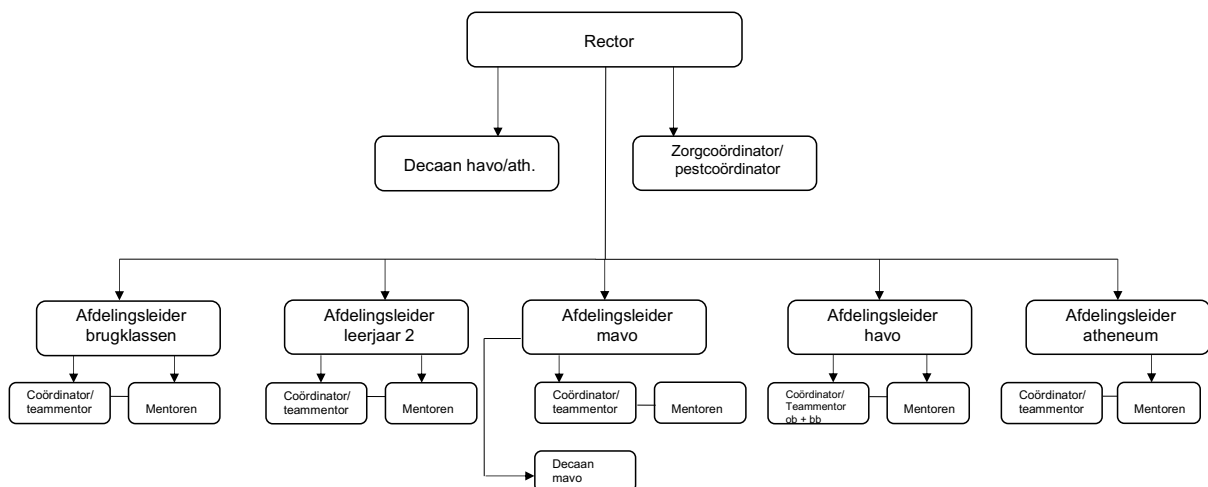 Rector
Decaan havo/ath.
Zorgcoördinator/
pestcoördinator
Afdelingsleider
brugklassen
Afdelingsleider
leerjaar 2
Afdelingsleider
mavo
Afdelingsleider
havo
Afdelingsleider
atheneum
Coördinator/
teammentor
Mentoren
Coördinator/
teammentor
Mentoren
Coördinator/
teammentor
Mentoren
Coördinator/
Teammentor
ob + bb
Mentoren
Coördinator/
teammentor
Mentoren
Decaan
mavo